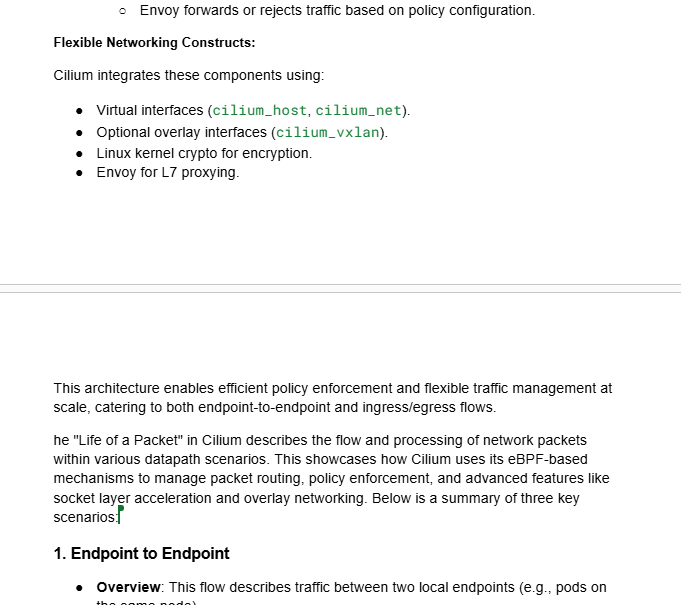 ○ Envoy forwards or rejects traffic based on policy configuration.
Flexible Networking Constructs:
Cilium integrates these components using:
● Virtual interfaces (cilium_host, cilium_net).
● Optional overlay interfaces (cilium_vxlan).
● Linux kernel crypto for encryption.
● Envoy for L7 proxying.
This architecture enables efficient policy enforcement and flexible traffic management at
scale, catering to both endpoint-to-endpoint and ingress/egress flows.
he "Life of a Packet" in Cilium describes the flow and processing of network packets
within various datapath scenarios. This showcases how Cilium uses its eBPF-based
mechanisms to manage packet routing, policy enforcement, and advanced features like
socket layer acceleration and overlay networking. Below is a summary of three key
scenarios:
1. Endpoint to Endpoint
● Overview: This flow describes traffic between two local endpoints (e.g., pods on
the same node)